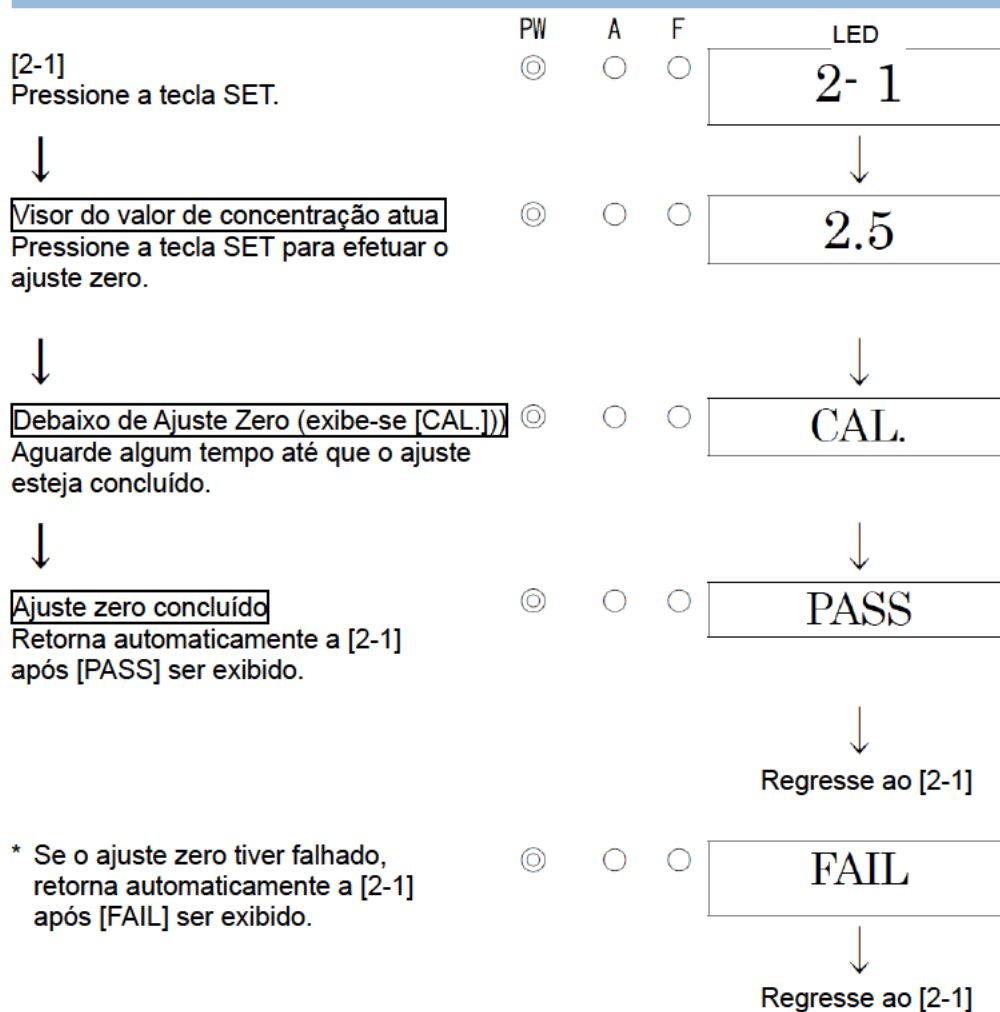 PW A F LED
[2-1]
Pressione a tecla SET.
2- 1
Visor do valor de concentração atua
Pressione a tecla SET para efetuar o
ajuste zero.
2.5
Debaixo de Ajuste Zero (exibe-se [CAL.]))
Aguarde algum tempo até que o ajuste
esteja concluído.
CAL.
Ajuste zero concluído
Retorna automaticamente a [2-1]
após [PASS] ser exibido.
PASS
Regresse ao [2-1]
* Se o ajuste zero tiver falhado,
retorna automaticamente a [2-1]
após [FAIL] ser exibido.
FAIL
Regresse ao [2-1]